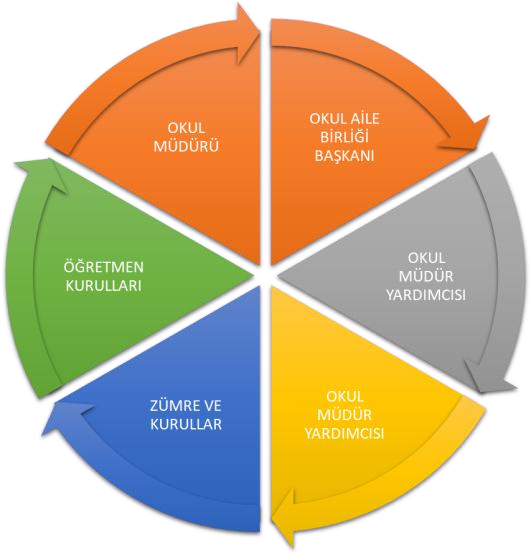 OKUL
MÜDÜRÜ
OKUL AİLE
BİRLİĞİ
BAŞKANI
OKUL
MÜDÜR
YARDIMCISI
OKUL
MÜDÜR
YARDIMCISI
ZÜMRE VE
KURULLAR
ÖĞRETMEN
KURULLARI